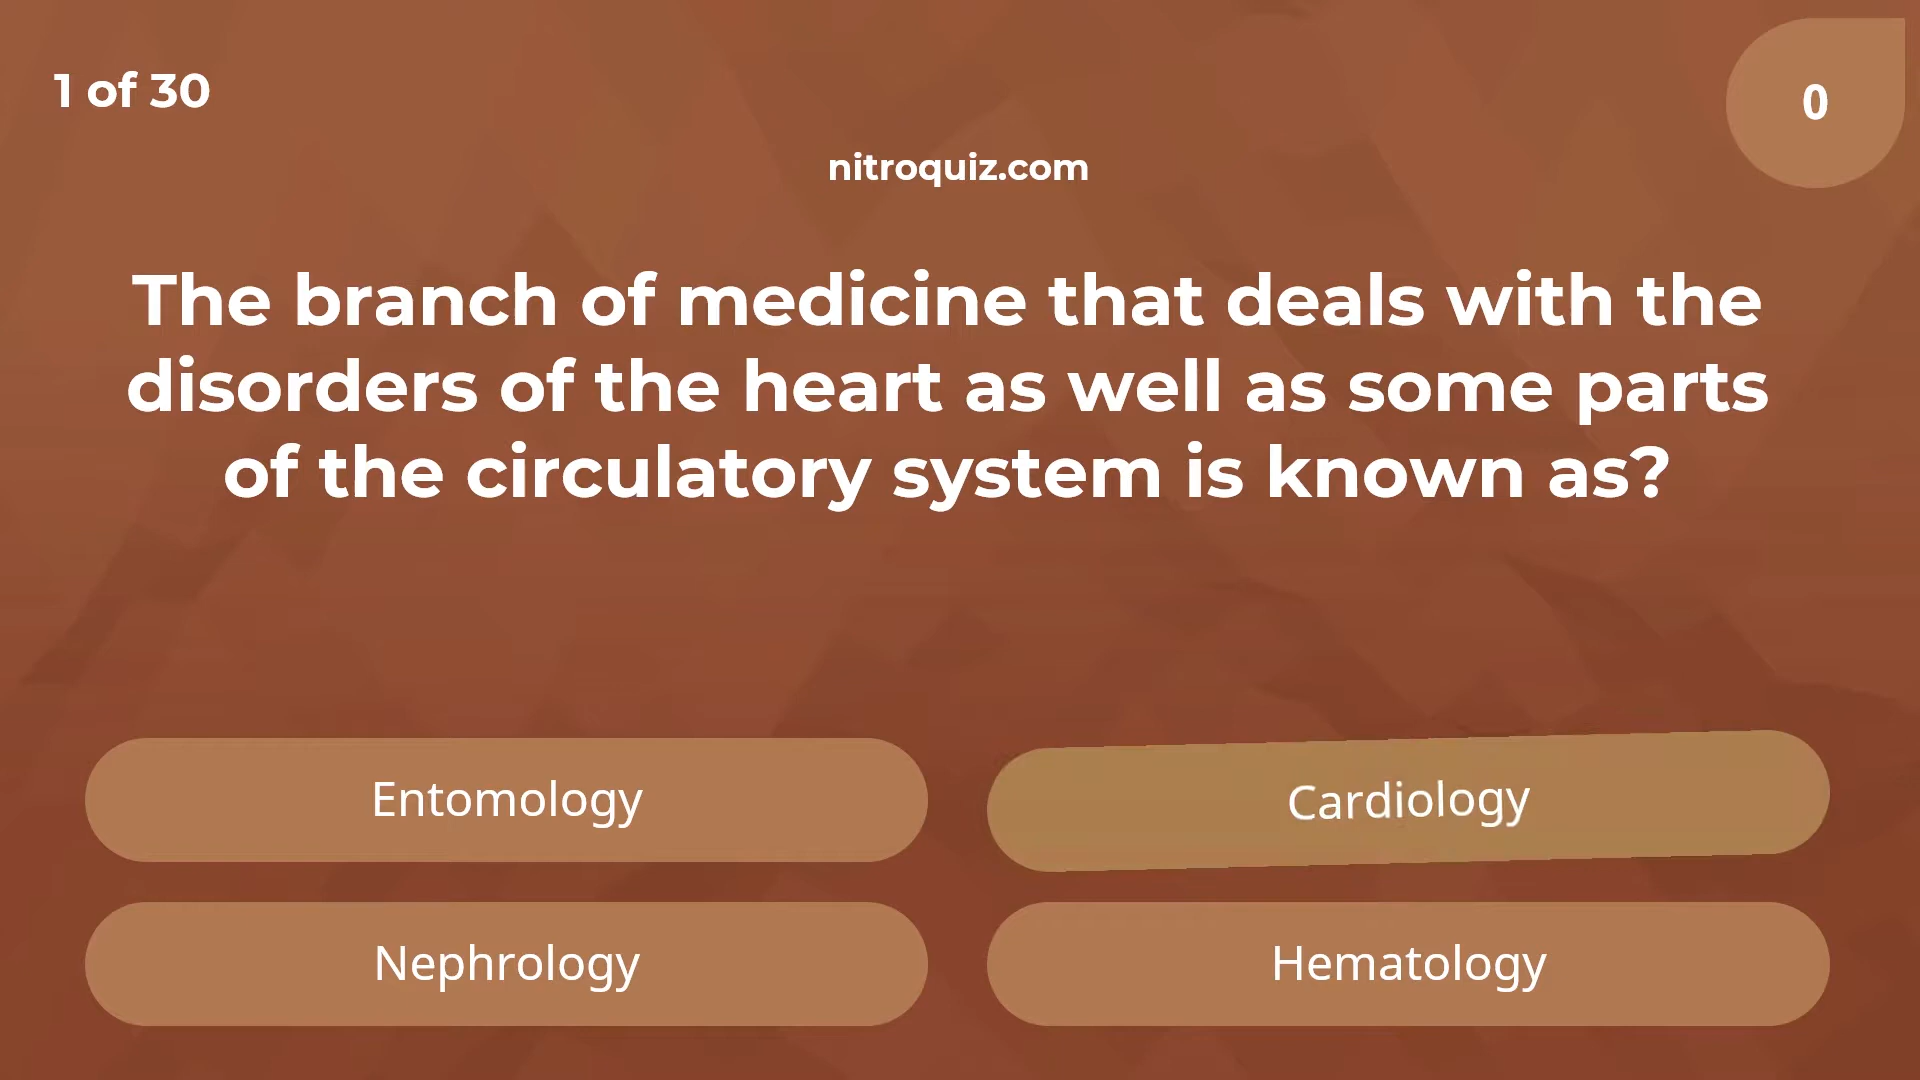 1 of 30
0
nitroquiz.com
The branch of medicine that deals with the
disorders of the heart as well as some parts
of the circulatory system is known as?
Entomology
Cardiology
Nephrology
Hematology